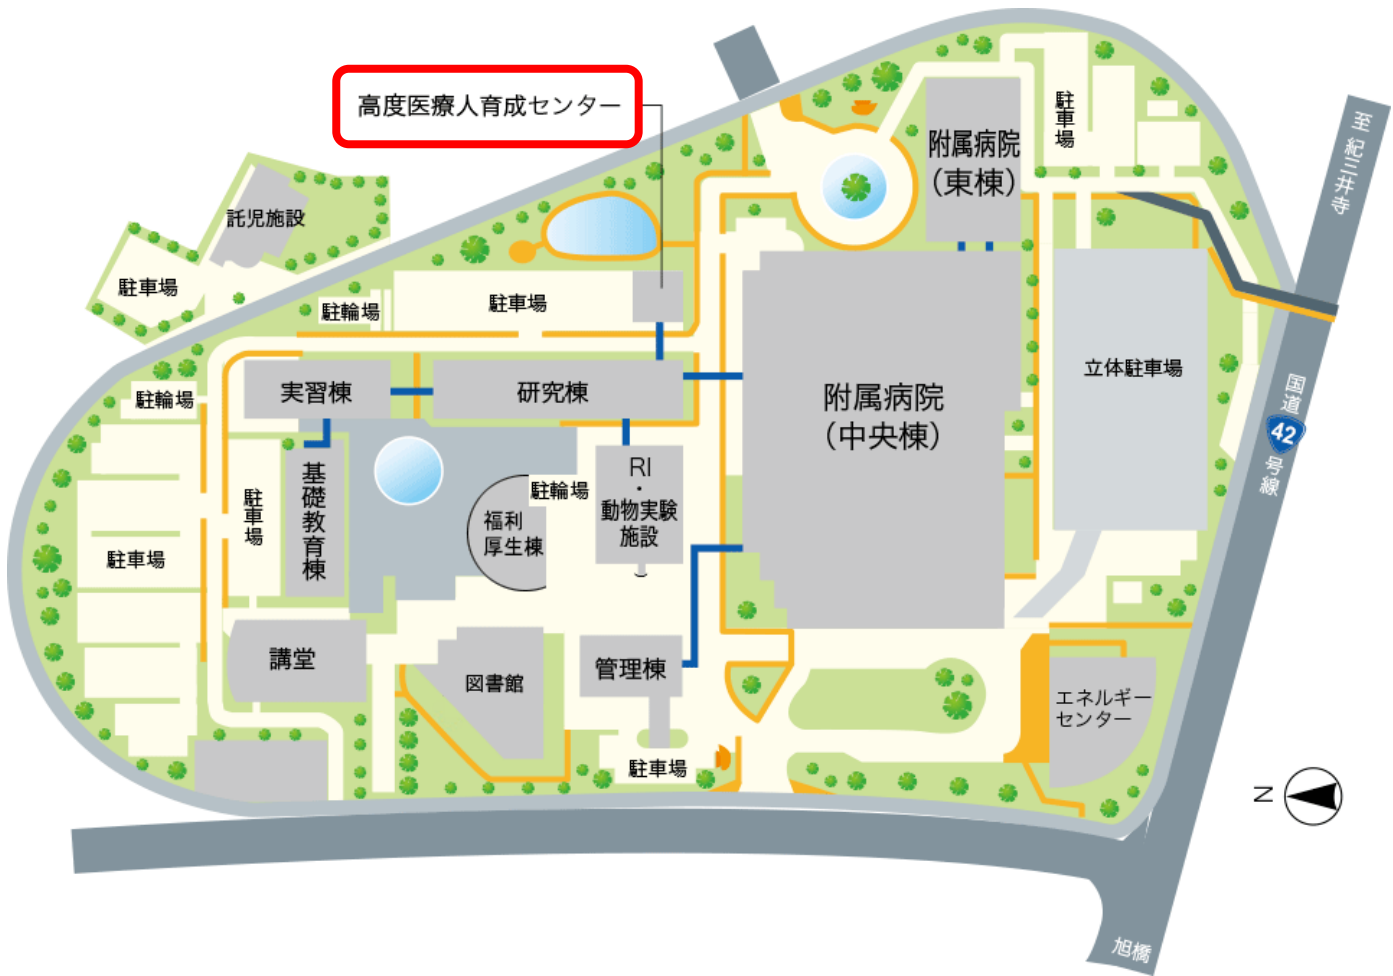 高度医療人育成センター
附属病院
（東棟）
駐車場
至 紀三井寺
託児施設
駐車場
駐輪場
駐車場
立体駐車場
実習棟
研究棟
駐輪場
附属病院
（中央棟）
国道
42
号線
基礎教育棟
駐車場
RI
・
動物実験
施設
駐輪場
福利
厚生棟
駐車場
講堂
図書館
管理棟
エネルギー
センター
駐車場
N
旭橋